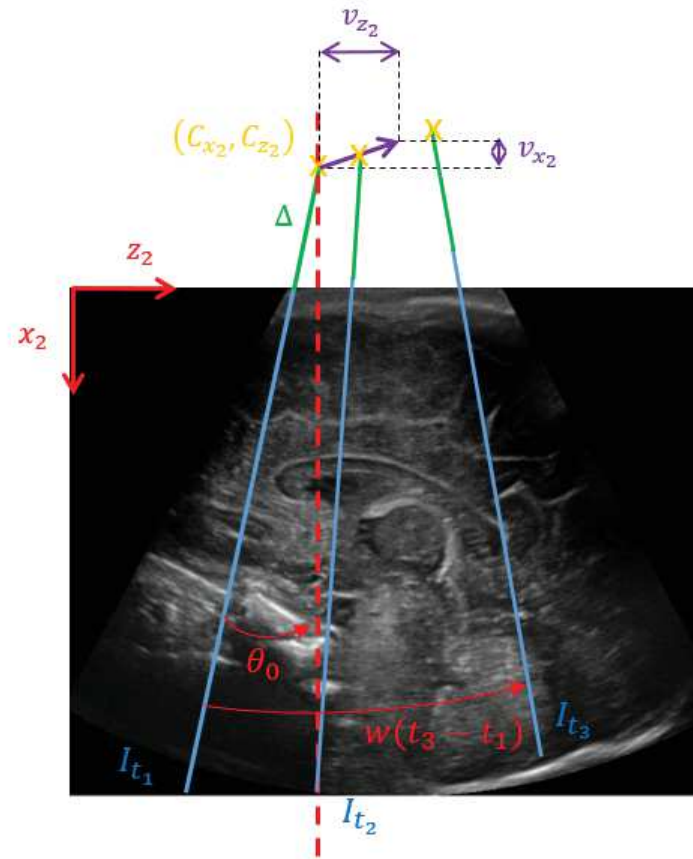 v_{z_2}
(C_{x_2}, C_{z_2})
v_{x_2}
Δ
z_2
x_2
θ_0
w(t_3 − t_1)
I_{t_1}
I_{t_3}
I_{t_2}